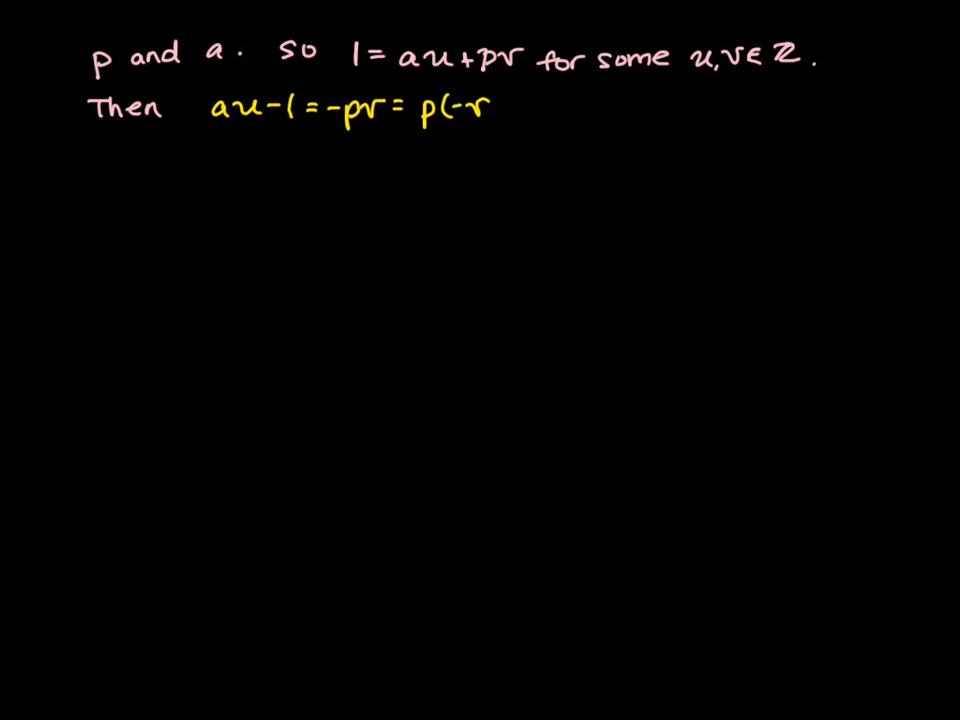 p and a. so 1 = au + pv for some u, v ∈ ℤ.
Then au - 1 = -pv = p(-v